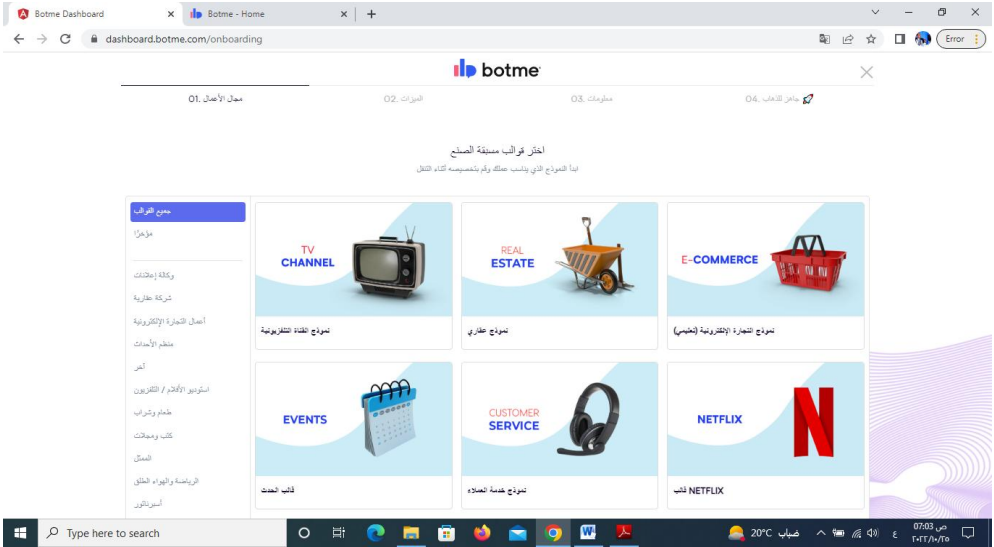 Botme Dashboard
Botme - Home
dashboard.botme.com/onboarding
Error
botme
01. مجال الأعمال
02. الميزات
03. معلومات
04. جاهز للذهاب
اختر قوالب مسبقة الصنع
ابدأ النموذج الذي يناسب عملك وقم بتخصيصه أثناء التنقل
جميع القوالب
مؤخرًا
وكالة إعلانات
شركة عقارية
أعمال التجارة الإلكترونية
منظم الأحداث
آخر
استوديو الأفلام / التلفزيون
طعام وشراب
كتب ومجلات
الممثل
الرياضة والهواء الطلق
أمبرتاتور
TV
CHANNEL
نموذج القناة التلفزيونية
REAL
ESTATE
نموذج عقاري
E-COMMERCE
نموذج التجارة الإلكترونية (تعليمي)
EVENTS
قالب الحدث
CUSTOMER
SERVICE
نموذج خدمة العملاء
NETFLIX
قالب NETFLIX
Type here to search
20°C ضباب
ع
07:03 ص
٢٠٢٢/١٠/٢٥